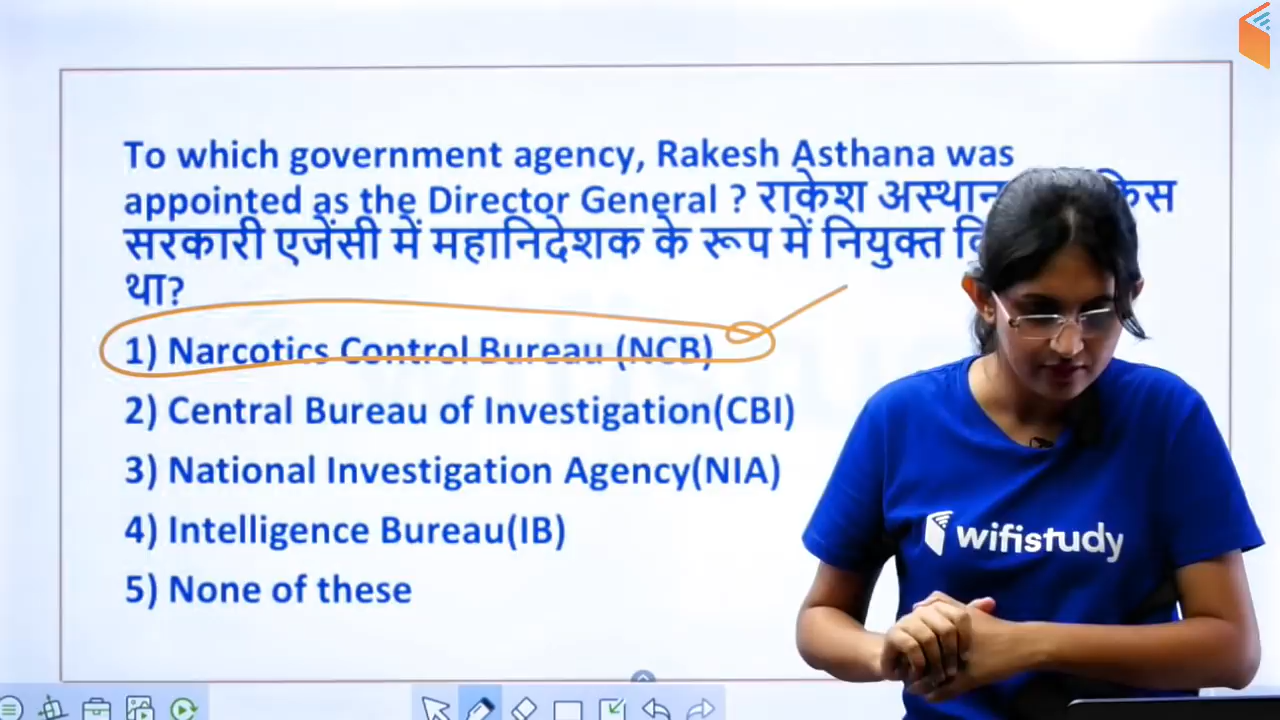 To which government agency, Rakesh Asthana was
appointed as the Director General ? राकेश अस्थान किस
सरकारी एजेंसी में महानिदेशक के रूप में नियुक्त
था?
1) Narcotics Control Bureau (NCB)
2) Central Bureau of Investigation(CBI)
3) National Investigation Agency(NIA)
4) Intelligence Bureau(IB)
5) None of these
wifistudy